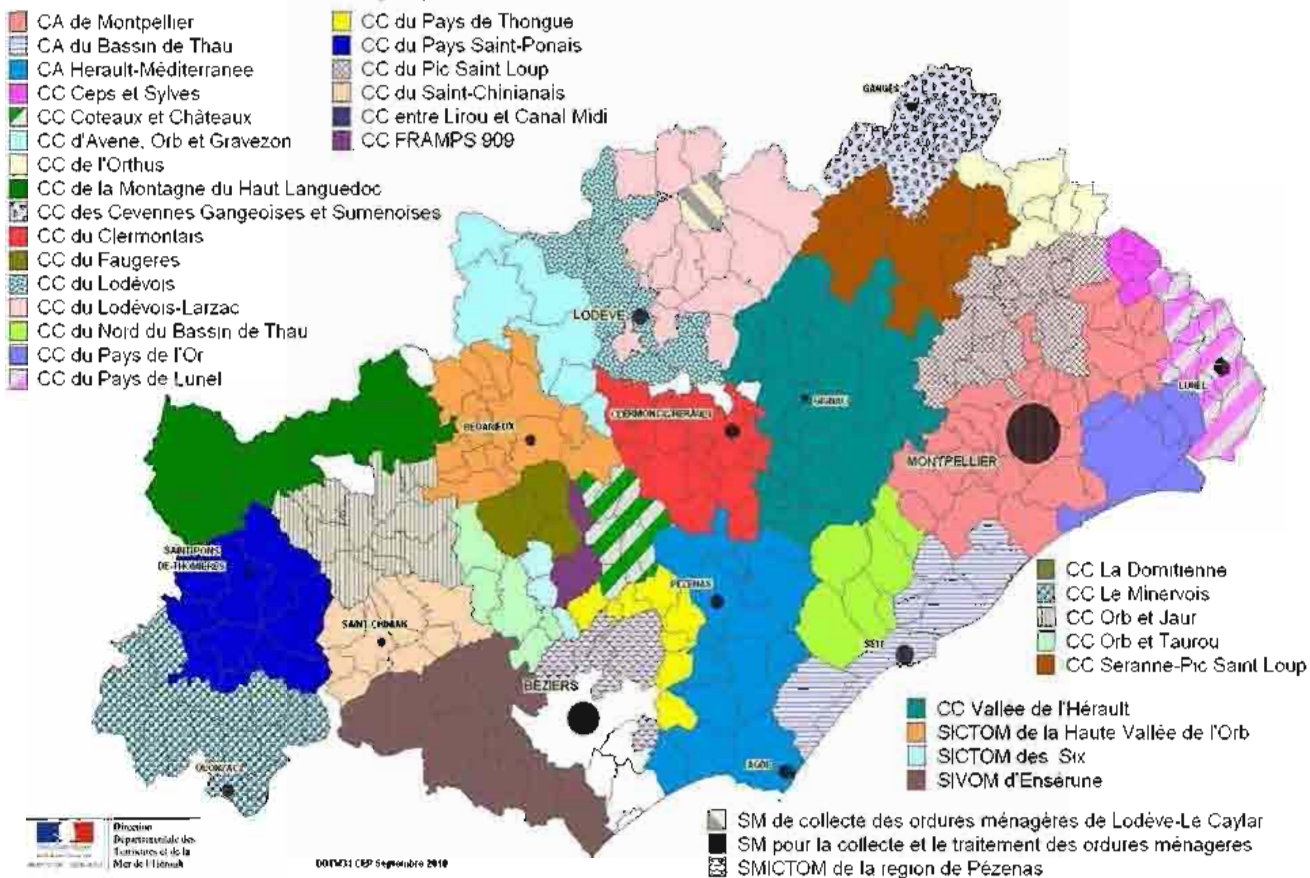 CA de Montpellier
CA du Bassin de Thau
CA Herault-Méditerranee
CC Ceps et Sylves
CC Coteaux et Châteaux
CC d'Avene, Orb et Gravezon
CC de l'Orthus
CC de la Montagne du Haut Languedoc
CC des Cevennes Gangeoises et Sumenoises
CC du Clermontais
CC du Faugeres
CC du Lodévois
CC du Lodévois-Larzac
CC du Nord du Bassin de Thau
CC du Pays de l'Or
CC du Pays de Lunel
CC du Pays de Thongue
CC du Pays Saint-Ponais
CC du Pic Saint Loup
CC du Saint-Chinianais
CC entre Lirou et Canal Midi
CC FRAMPS 909
GANGES
LODÈVE
LUNEL
GIGNAC
CLERMONT-L'HERAULT
BEDARIEUX
MONTPELLIER
SAINT-PONS
DE-THOMIERES
PEZENAS
SAINT-CHINIAN
SETE
BÉZIERS
AGDE
OLONZAC
CC La Domitienne
CC Le Minervois
CC Orb et Jaur
CC Orb et Taurou
CC Seranne-Pic Saint Loup
CC Vallée de l'Hérault
SICTOM de la Haute Vallée de l'Orb
SICTOM des Six
SIVOM d'Ensérune
SM de collecte des ordures ménagères de Lodève-Le Caylar
SM pour la collecte et le traitement des ordures ménageres
SMICTOM de la region de Pézenas
Direction
Départementale des
Territoires et de la
Mer de l'Hérault
CEP Septembre 2010